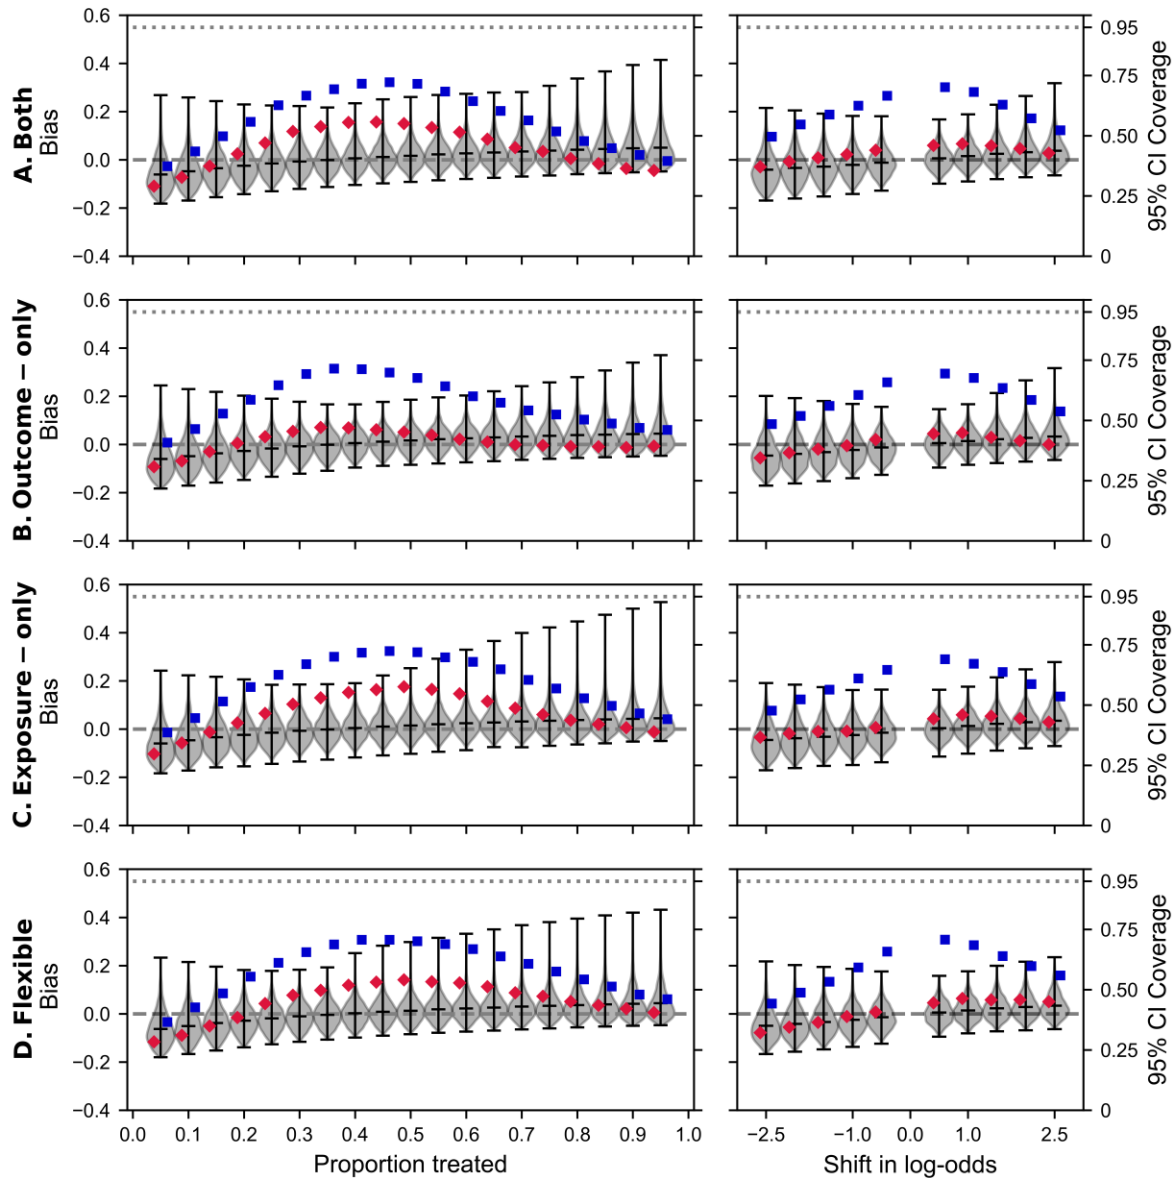 A. Both
Bias
0.6
0.4
0.2
0.0
−0.2
−0.4
0.95
0.75
0.50
0.25
0
95% CI Coverage
B. Outcome − only
Bias
0.6
0.4
0.2
0.0
−0.2
−0.4
0.95
0.75
0.50
0.25
0
95% CI Coverage
C. Exposure − only
Bias
0.6
0.4
0.2
0.0
−0.2
−0.4
0.95
0.75
0.50
0.25
0
95% CI Coverage
D. Flexible
Bias
0.6
0.4
0.2
0.0
−0.2
−0.4
0.95
0.75
0.50
0.25
0
95% CI Coverage
0.0 0.1 0.2 0.3 0.4 0.5 0.6 0.7 0.8 0.9 1.0
Proportion treated
−2.5 −1.0 0.0 1.0 2.5
Shift in log-odds